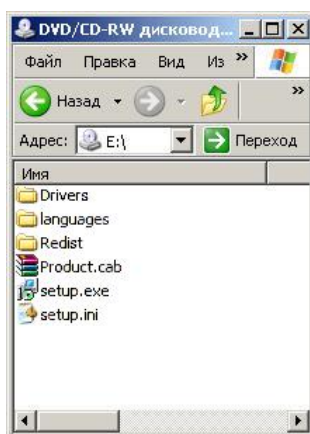 DVD/CD-RW дисковод...
Файл Правка Вид Из »
Назад »
Адрес: E:\ Переход
Имя
Drivers
languages
Redist
Product.cab
setup.exe
setup.ini